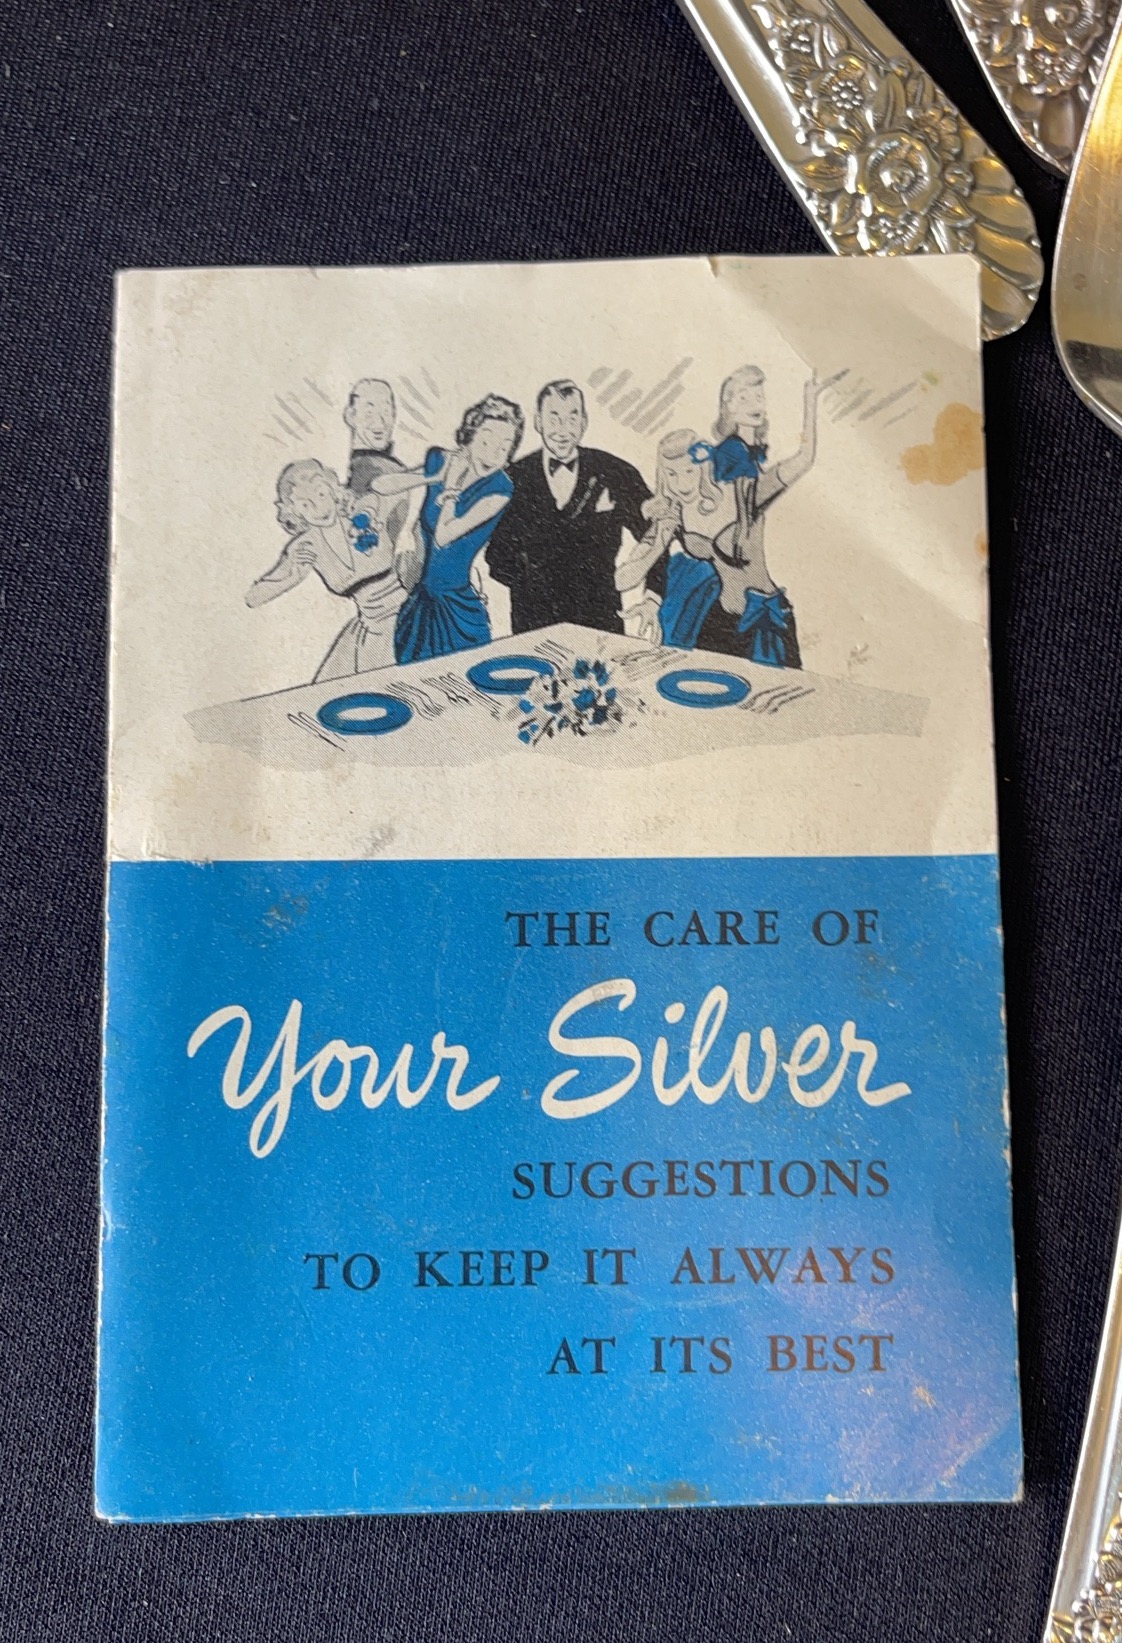 THE CARE OF
Your Silver
SUGGESTIONS
TO KEEP IT ALWAYS
AT ITS BEST